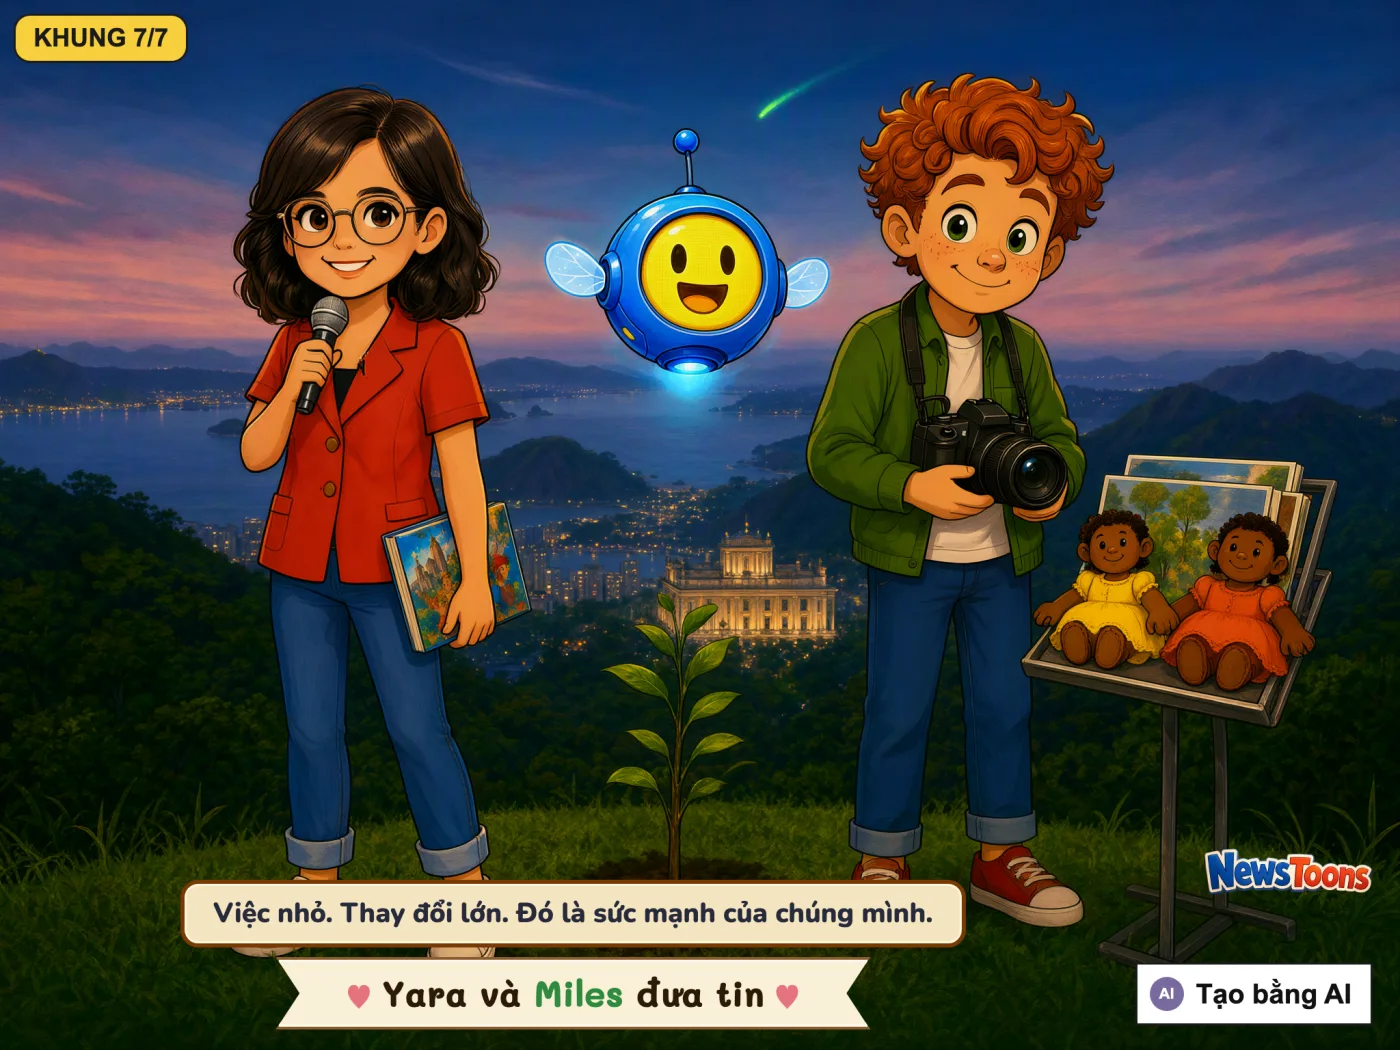 KHUNG 7/7
Việc nhỏ. Thay đổi lớn. Đó là sức mạnh của chúng mình.
Yara và Miles đưa tin
NewsToons
AI Tạo bằng AI